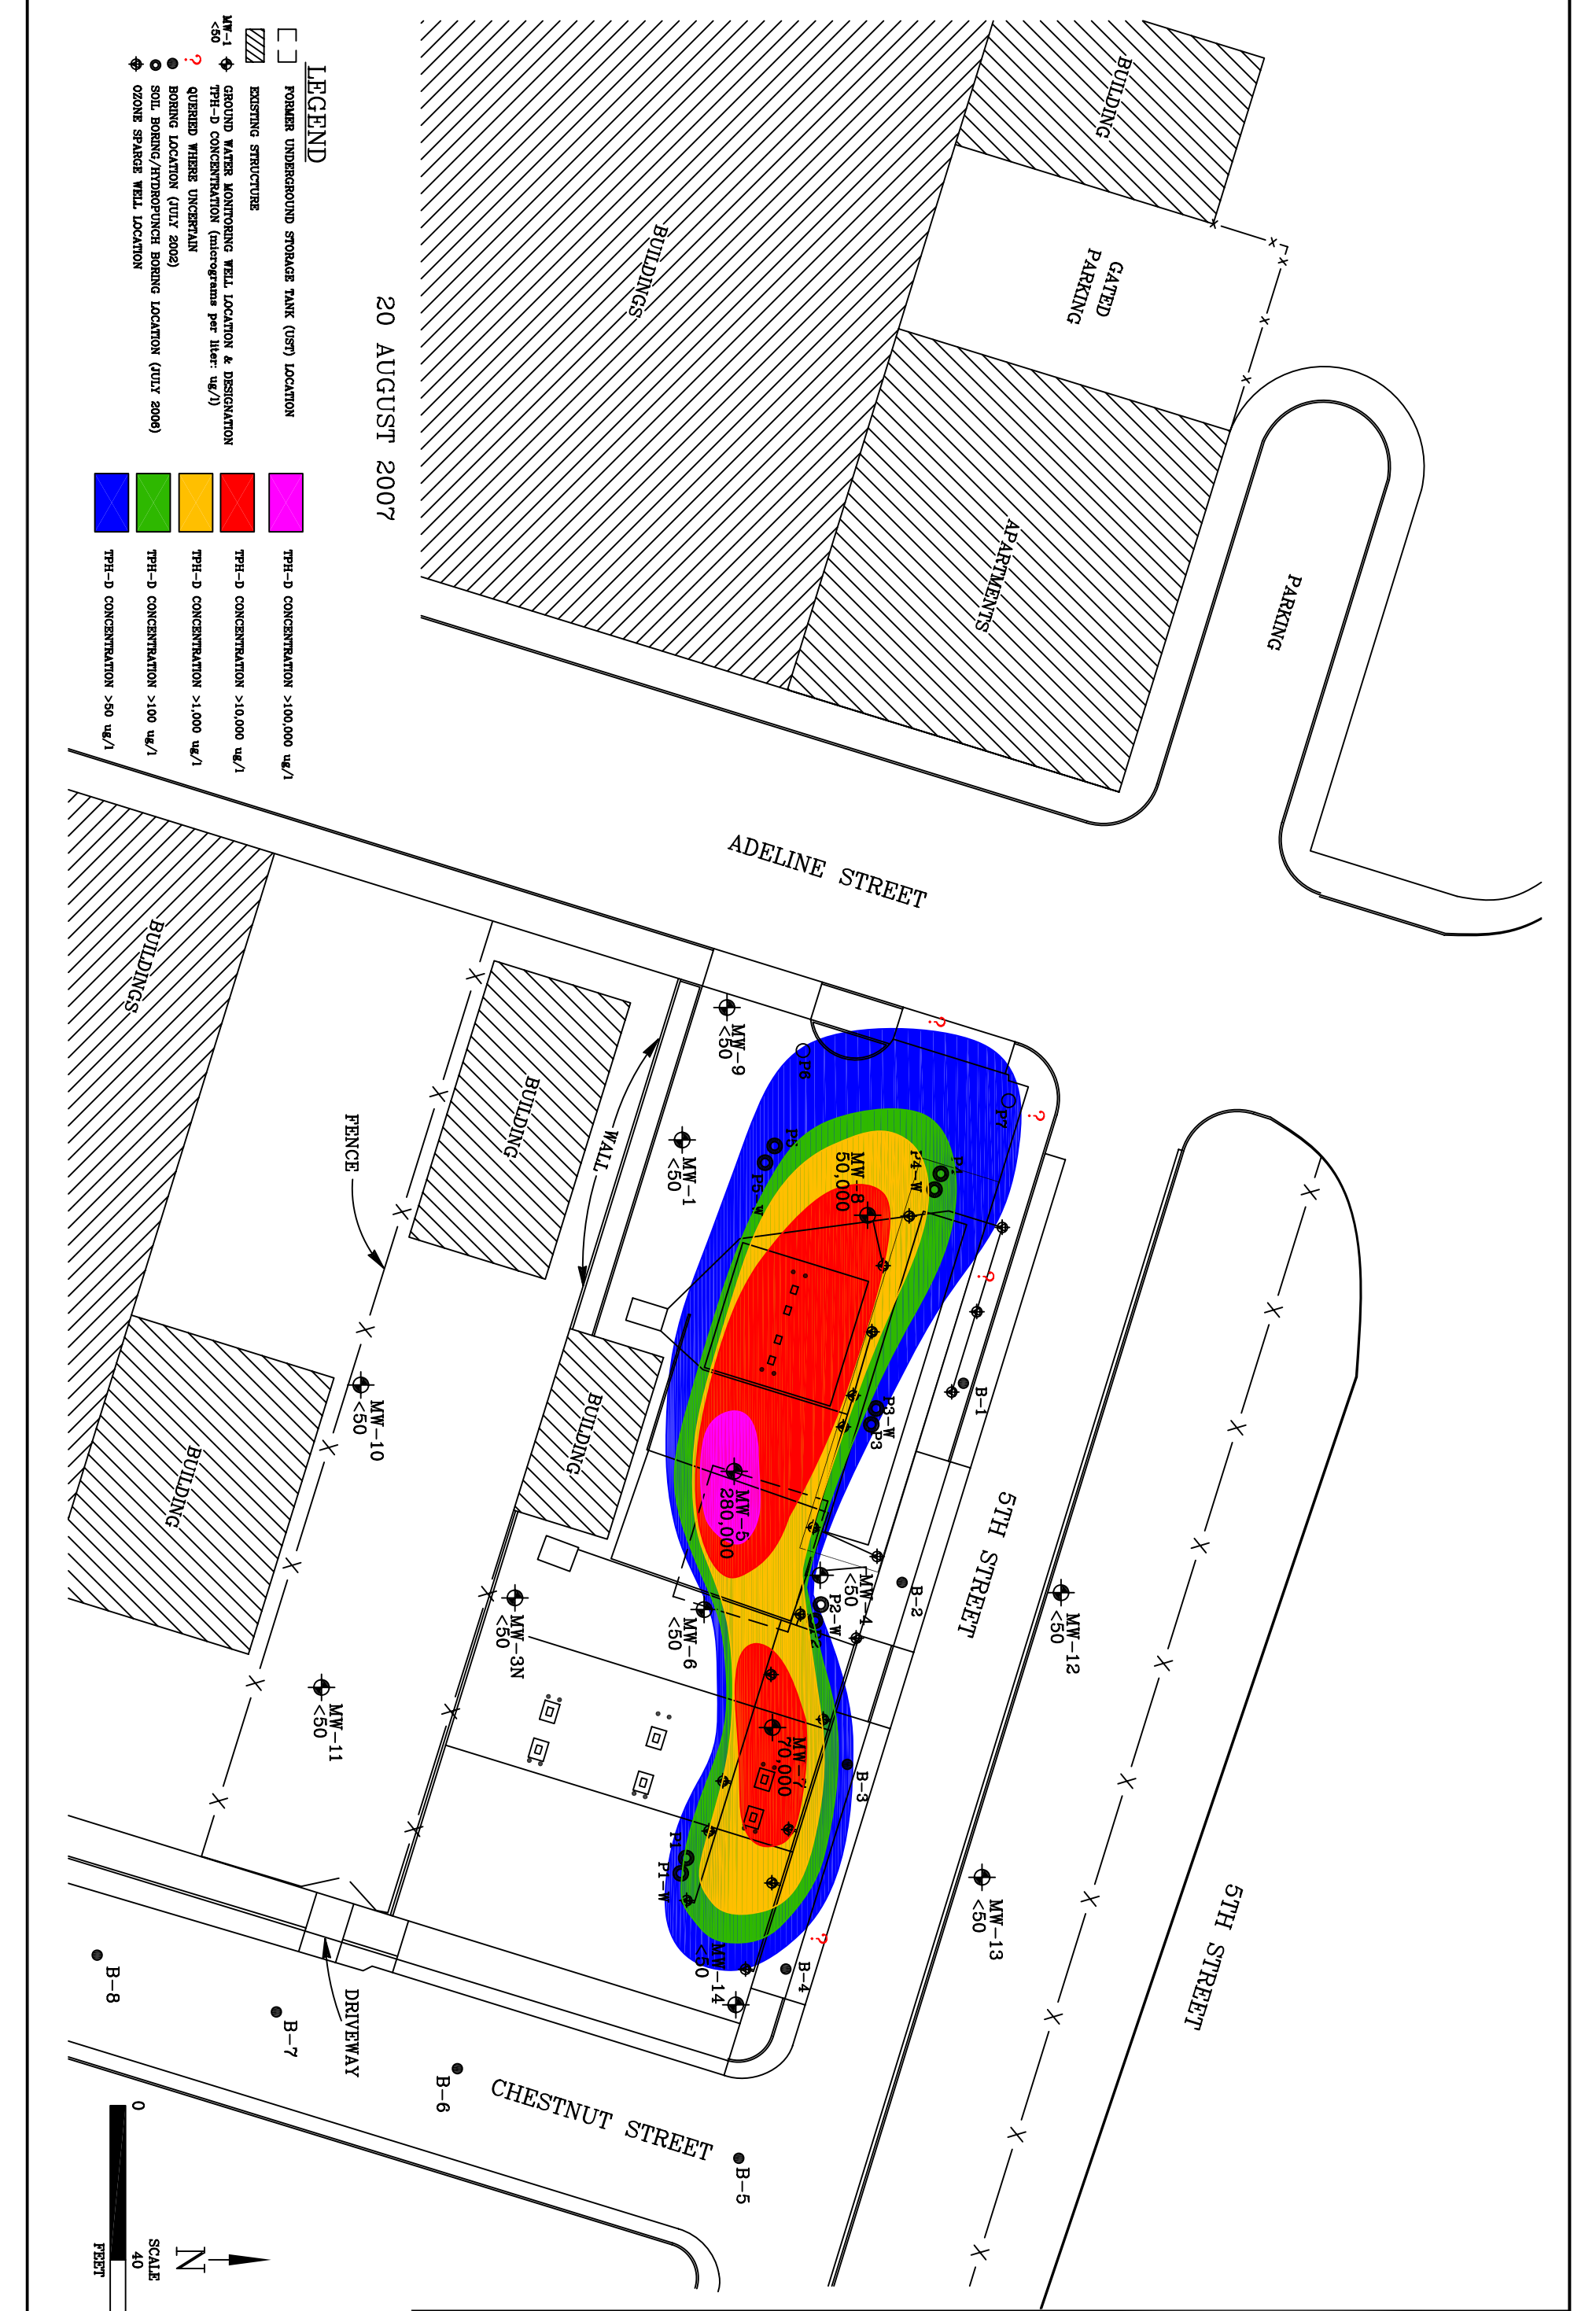 LEGEND
FORMER UNDERGROUND STORAGE TANK (UST) LOCATION
EXISTING STRUCTURE
MW-1
<50
GROUND WATER MONITORING WELL LOCATION & DESIGNATION
TPH-D CONCENTRATION (micrograms per liter: ug/l)
?
QUERIED WHERE UNCERTAIN
BORING LOCATION (JULY 2002)
SOIL BORING/HYDROPUNCH BORING LOCATION (JULY 2006)
OZONE SPARGE WELL LOCATION
TPH-D CONCENTRATION >100,000 ug/l
TPH-D CONCENTRATION >10,000 ug/l
TPH-D CONCENTRATION >1,000 ug/l
TPH-D CONCENTRATION >100 ug/l
TPH-D CONCENTRATION >50 ug/l
20 AUGUST 2007
BUILDING
GATED
PARKING
BUILDINGS
APARTMENTS
PARKING
ADELINE STREET
5TH STREET
5TH STREET
CHESTNUT STREET
BUILDINGS
BUILDING
WALL
FENCE
BUILDING
BUILDING
DRIVEWAY
MW-9
<50
P6
P7
?
?
?
?
MW-1
<50
P5
P5-W
MW-8
50,000
P4
P4-W
B-1
P3-W
P3
MW-5
280,000
MW-4
<50
P2-W
P2
B-2
MW-12
<50
MW-6
<50
MW-3N
<50
MW-10
<50
MW-11
<50
MW-7
70,000
B-3
P1
P1-W
MW-13
<50
MW-14
<50
B-4
B-5
B-6
B-7
B-8
N
0
40
SCALE
FEET